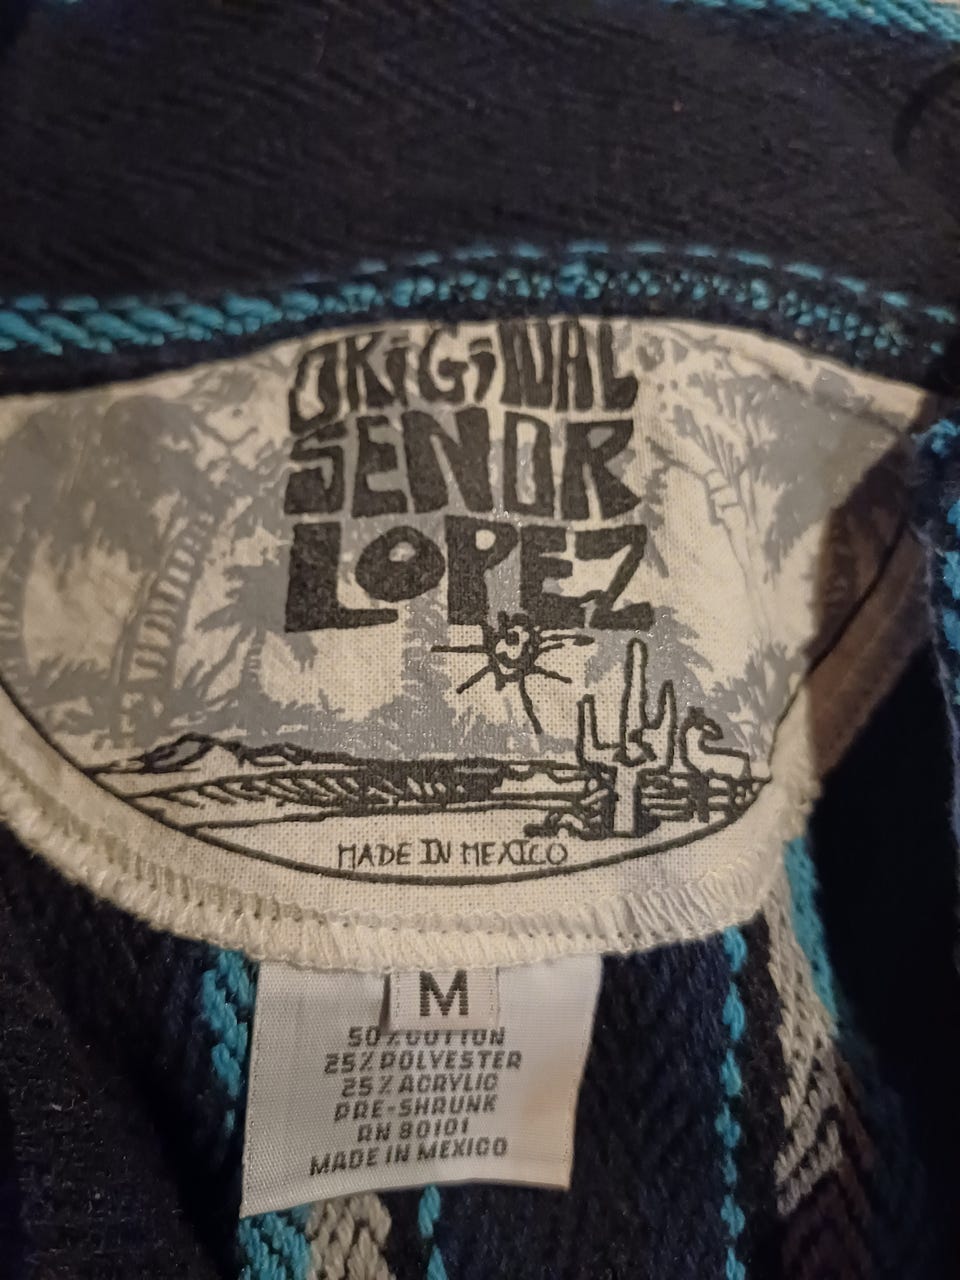 ORiGiNAL
SENOR
LOPEZ
MADE IN MEXICO
M
50% COTTON
25% POLYESTER
25% ACRYLIC
PRE-SHRUNK
RN 80101
MADE IN MEXICO